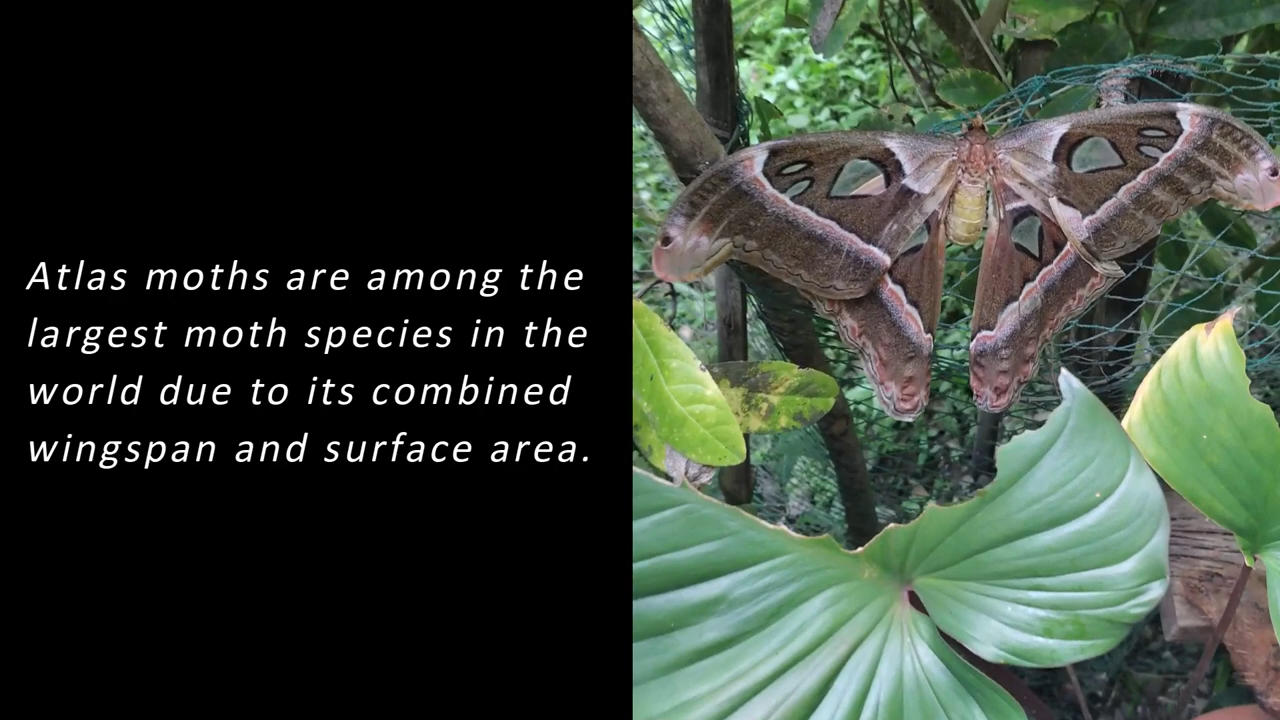 Atlas moths are among the
largest moth species in the
world due to its combined
wingspan and surface area.